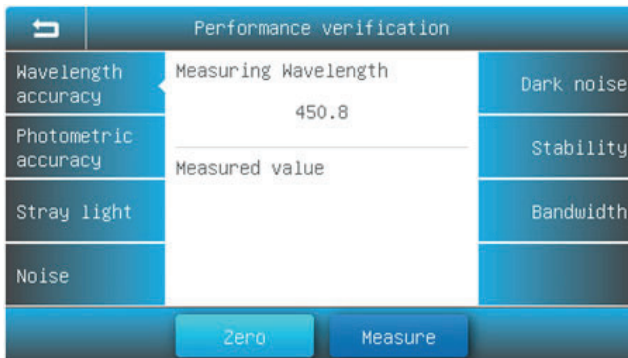 Performance verification
Wavelength
accuracy
Photometric
accuracy
Stray light
Noise
Measuring Wavelength
450.8
Measured value
Dark noise
Stability
Bandwidth
Zero
Measure